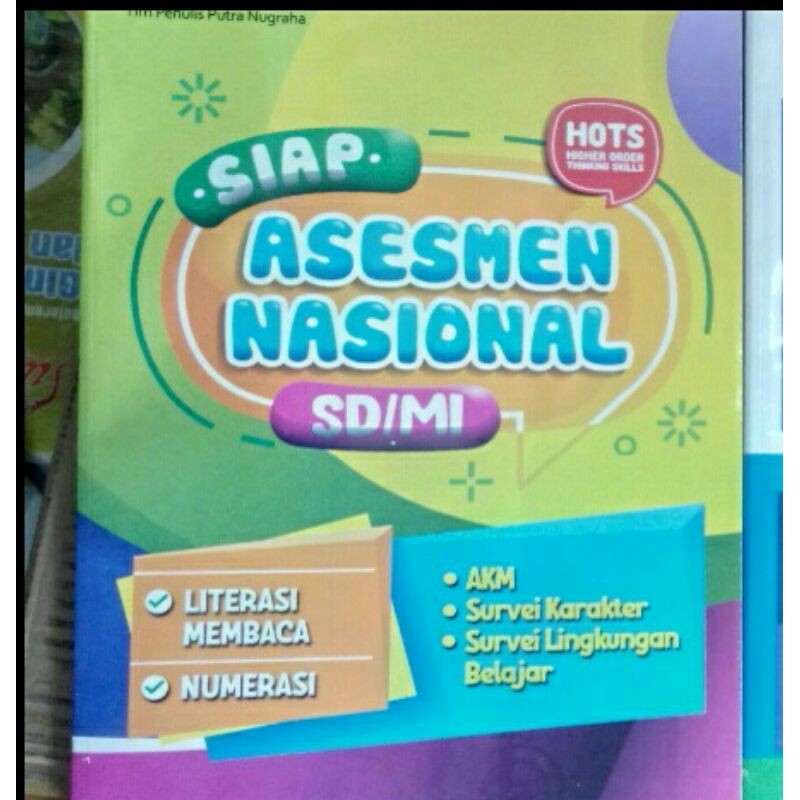 Tim Penulis Putra Nugraha
HOTS
HIGHER ORDER
THINKING SKILLS
SIAP
ASESMEN
NASIONAL
SD/MI
LITERASI
MEMBACA
NUMERASI
• AKM
• Survei Karakter
• Survei Lingkungan
Belajar